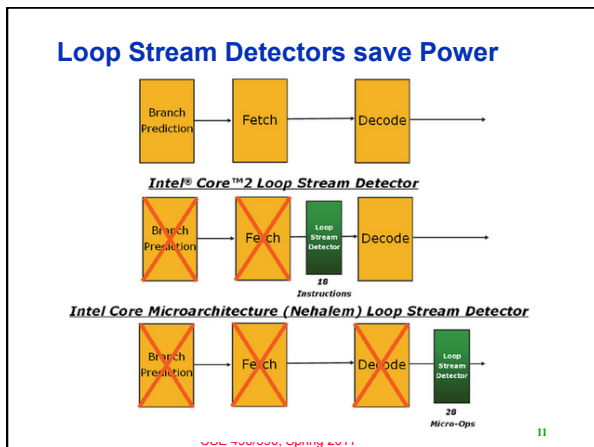 Loop Stream Detectors save Power
Branch
Prediction
Fetch
Decode
Intel® Core™2 Loop Stream Detector
Branch
Prediction
Fetch
Loop
Stream
Detector
Decode
18
Instructions
Intel Core Microarchitecture (Nehalem) Loop Stream Detector
Branch
Prediction
Fetch
Decode
Loop
Stream
Detector
28
Micro-Ops
11